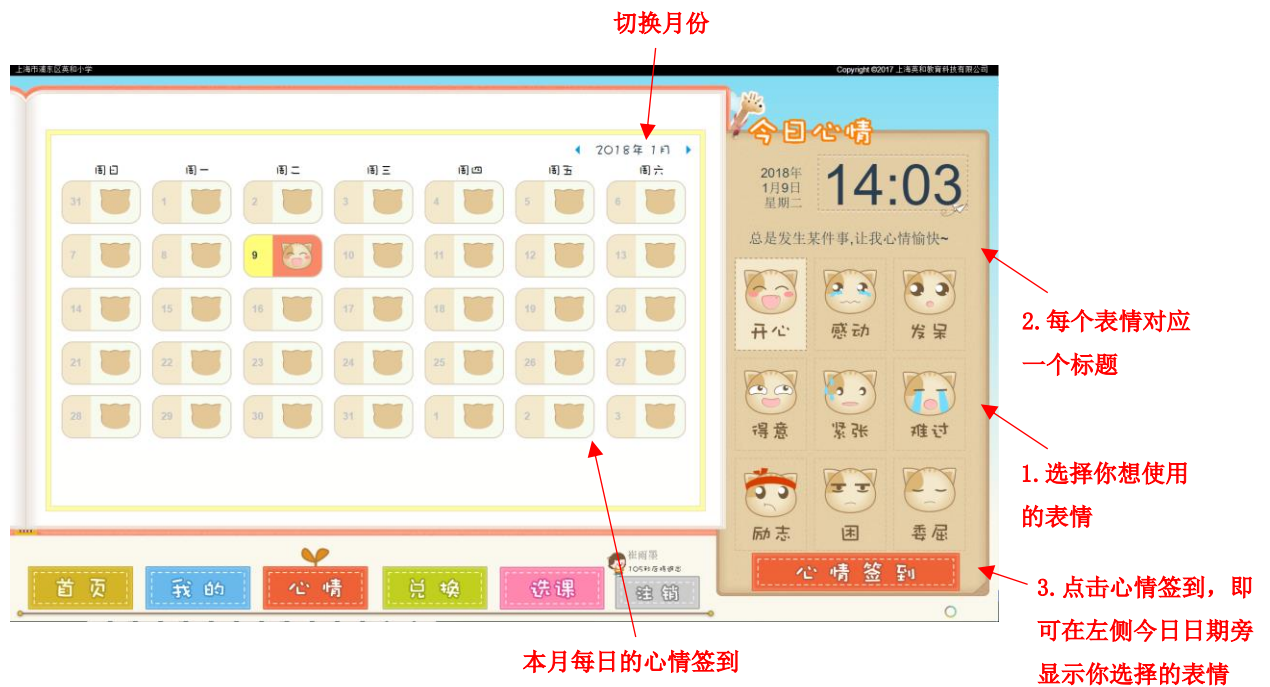 切换月份
上海市浦东区英和小学
Copyright ©2017 上海英和教育科技有限公司
今日心情
2018年 1月
周日 周一 周二 周三 周四 周五 周六
31 1 2 3 4 5 6
7 8 9 10 11 12 13
14 15 16 17 18 19 20
21 22 23 24 25 26 27
28 29 30 31 1 2 3
2018年
1月9日
星期二
14:03
总是发生某件事,让我心情愉快~
开心 感动 发呆
得意 紧张 难过
励志 困 委屈
心情签到
2.每个表情对应
一个标题
1.选择你想使用
的表情
3.点击心情签到，即
可在左侧今日日期旁
显示你选择的表情
崔雨墨
10秒后将退出
首页 我的 心情 兑换 选课 注销
本月每日的心情签到